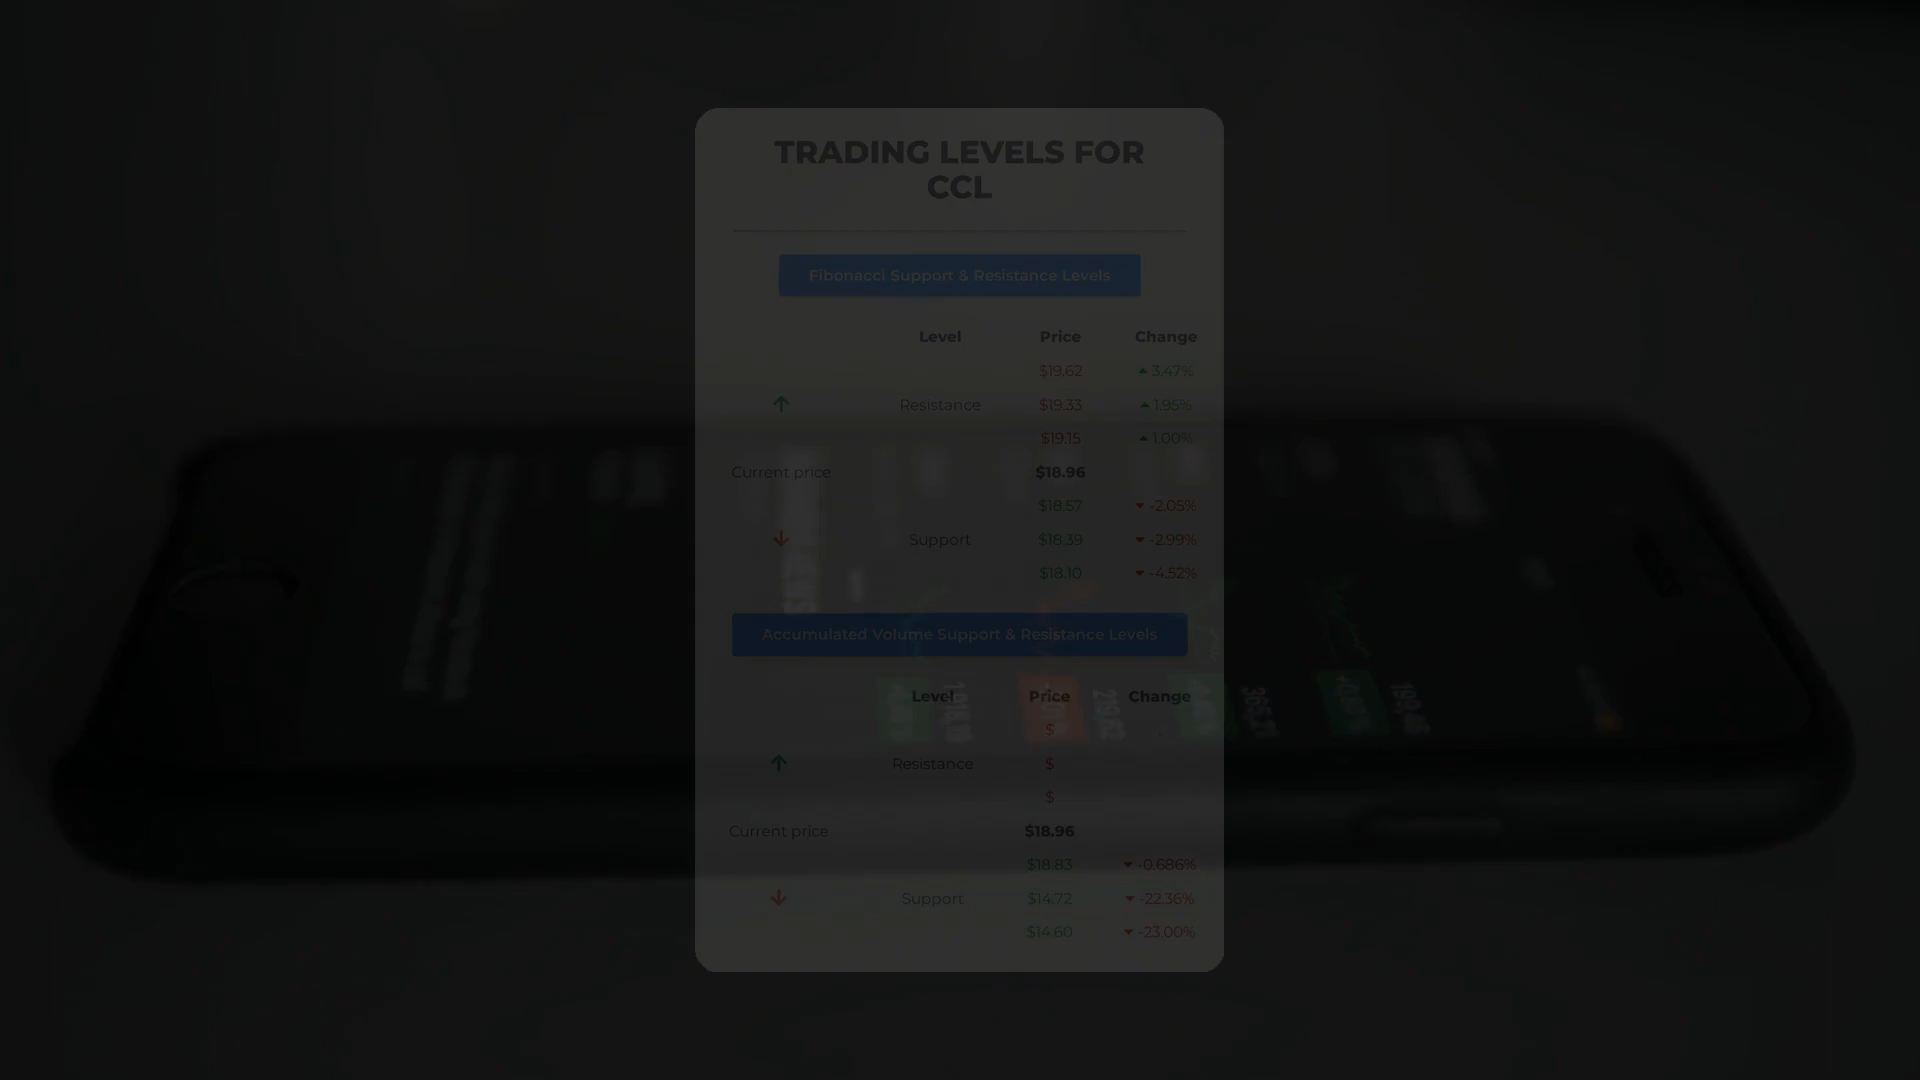 TRADING LEVELS FOR
CCL
Fibonacci Support & Resistance Levels
Level Price Change
$19.62 3.47%
Resistance $19.33 1.95%
$19.15 1.00%
Current price $18.96
$18.57 -2.05%
Support $18.39 -2.99%
$18.10 -4.52%
Accumulated Volume Support & Resistance Levels
Level Price Change
$
Resistance $
$
Current price $18.96
$18.83 -0.686%
Support $14.72 -22.36%
$14.60 -23.00%